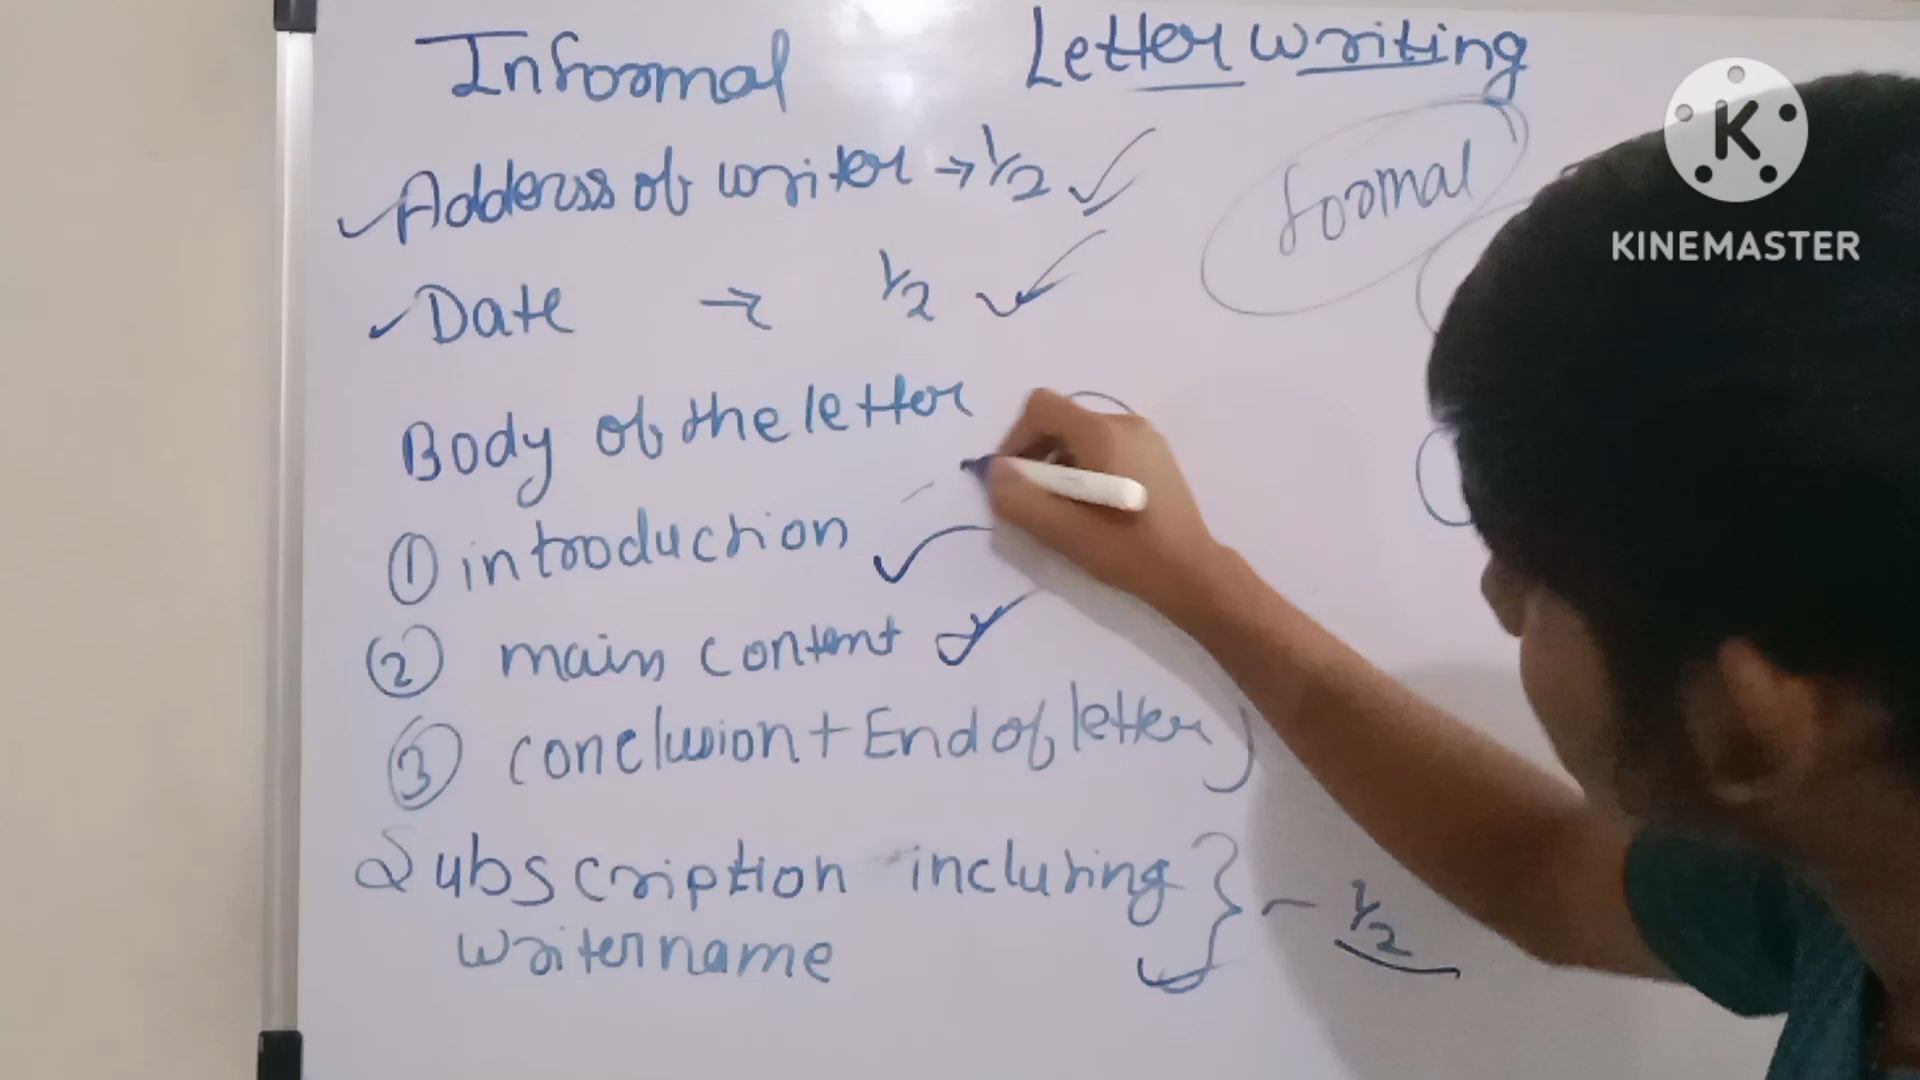 Informal Letter writing
Address of writer → 1/2
formal
Date → 1/2
Body of the letter
① introduction
② main content
③ conclusion + End of letter
Subscription incluring } - 1/2
writer name
K
KINEMASTER